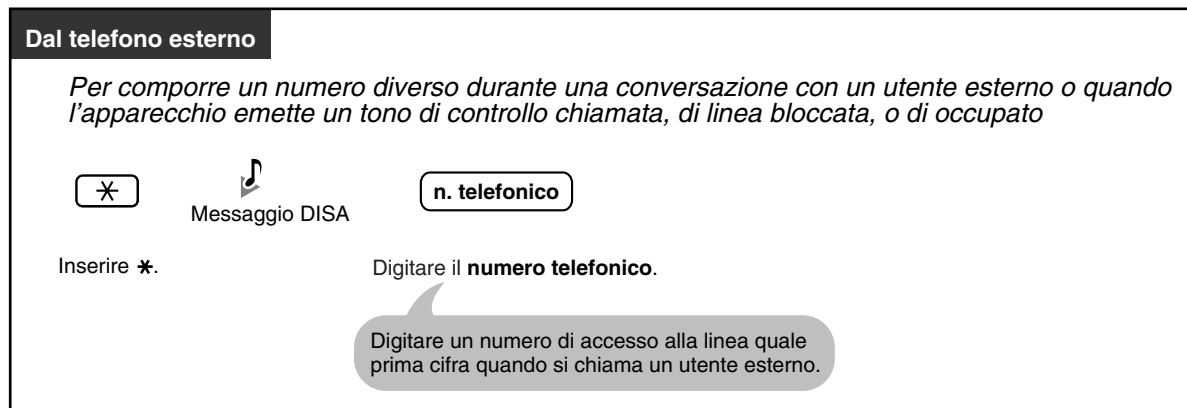 Dal telefono esterno
Per comporre un numero diverso durante una conversazione con un utente esterno o quando
l'apparecchio emette un tono di controllo chiamata, di linea bloccata, o di occupato
n. telefonico
Messaggio DISA
Inserire *.
Digitare il numero telefonico.
Digitare un numero di accesso alla linea quale
prima cifra quando si chiama un utente esterno.